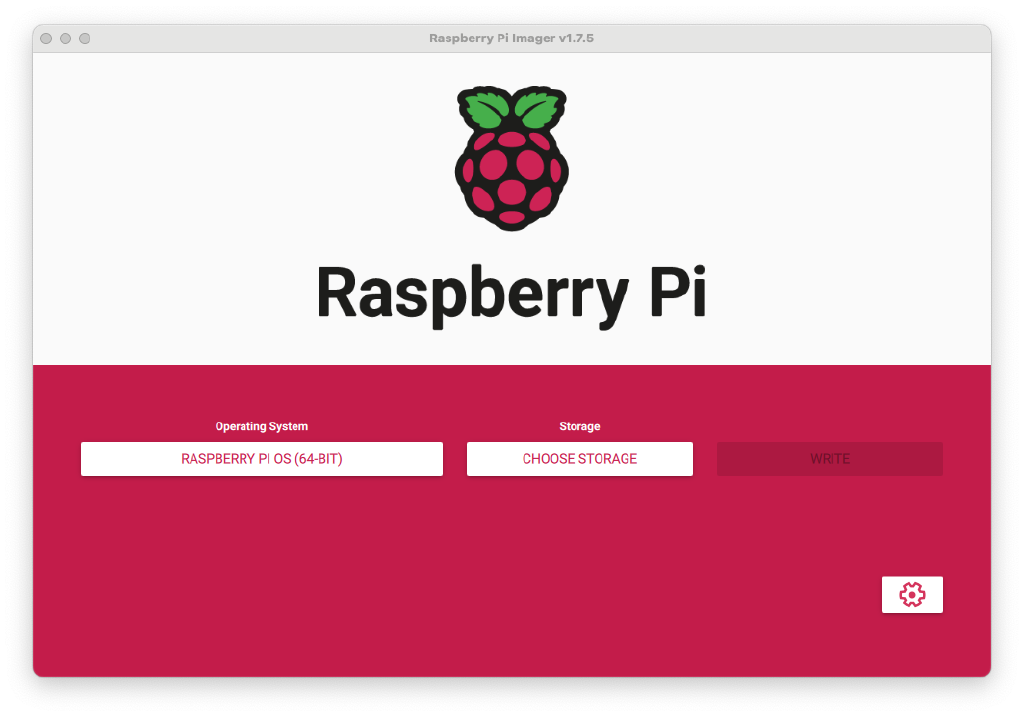 Raspberry Pi Imager v1.7.5
Raspberry Pi
Operating System
Storage
RASPBERRY PI OS (64-BIT)
CHOOSE STORAGE
WRITE